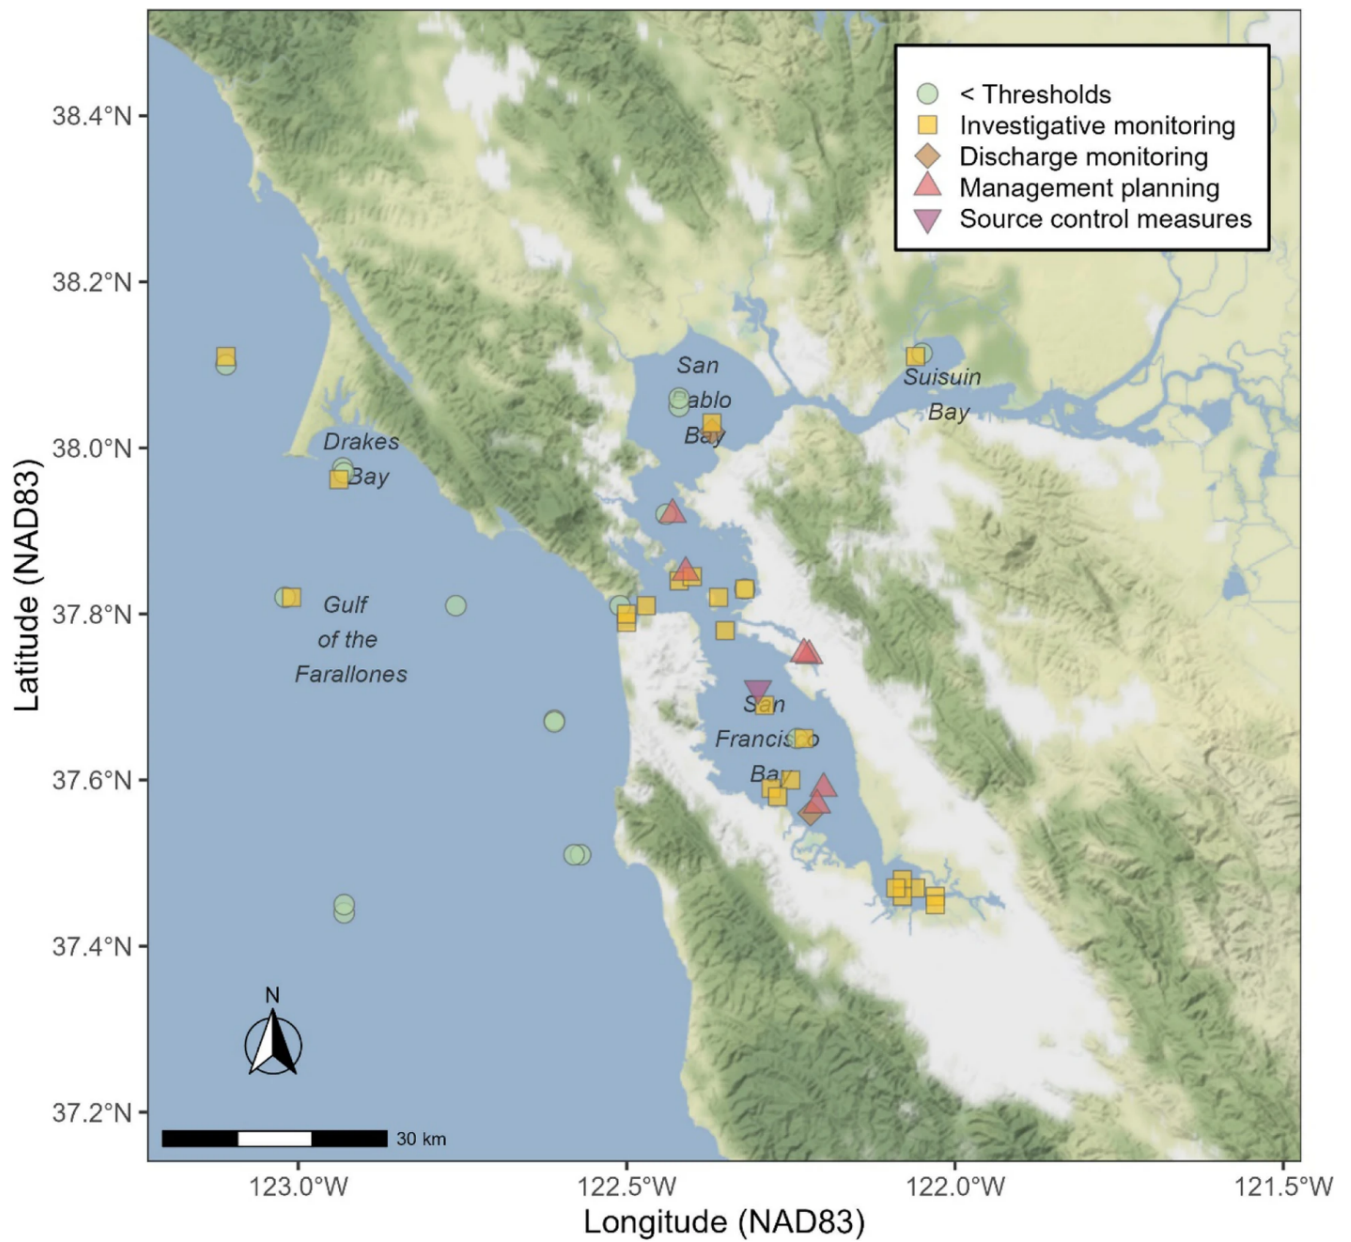 < Thresholds
Investigative monitoring
Discharge monitoring
Management planning
Source control measures
38.4°N
38.2°N
38.0°N
37.8°N
37.6°N
37.4°N
37.2°N
Latitude (NAD83)
San
Pablo
Bay
Suisuin
Bay
Drakes
Bay
Gulf
of the
Farallones
San
Francisco
Bay
N
30 km
123.0°W
122.5°W
122.0°W
121.5°W
Longitude (NAD83)